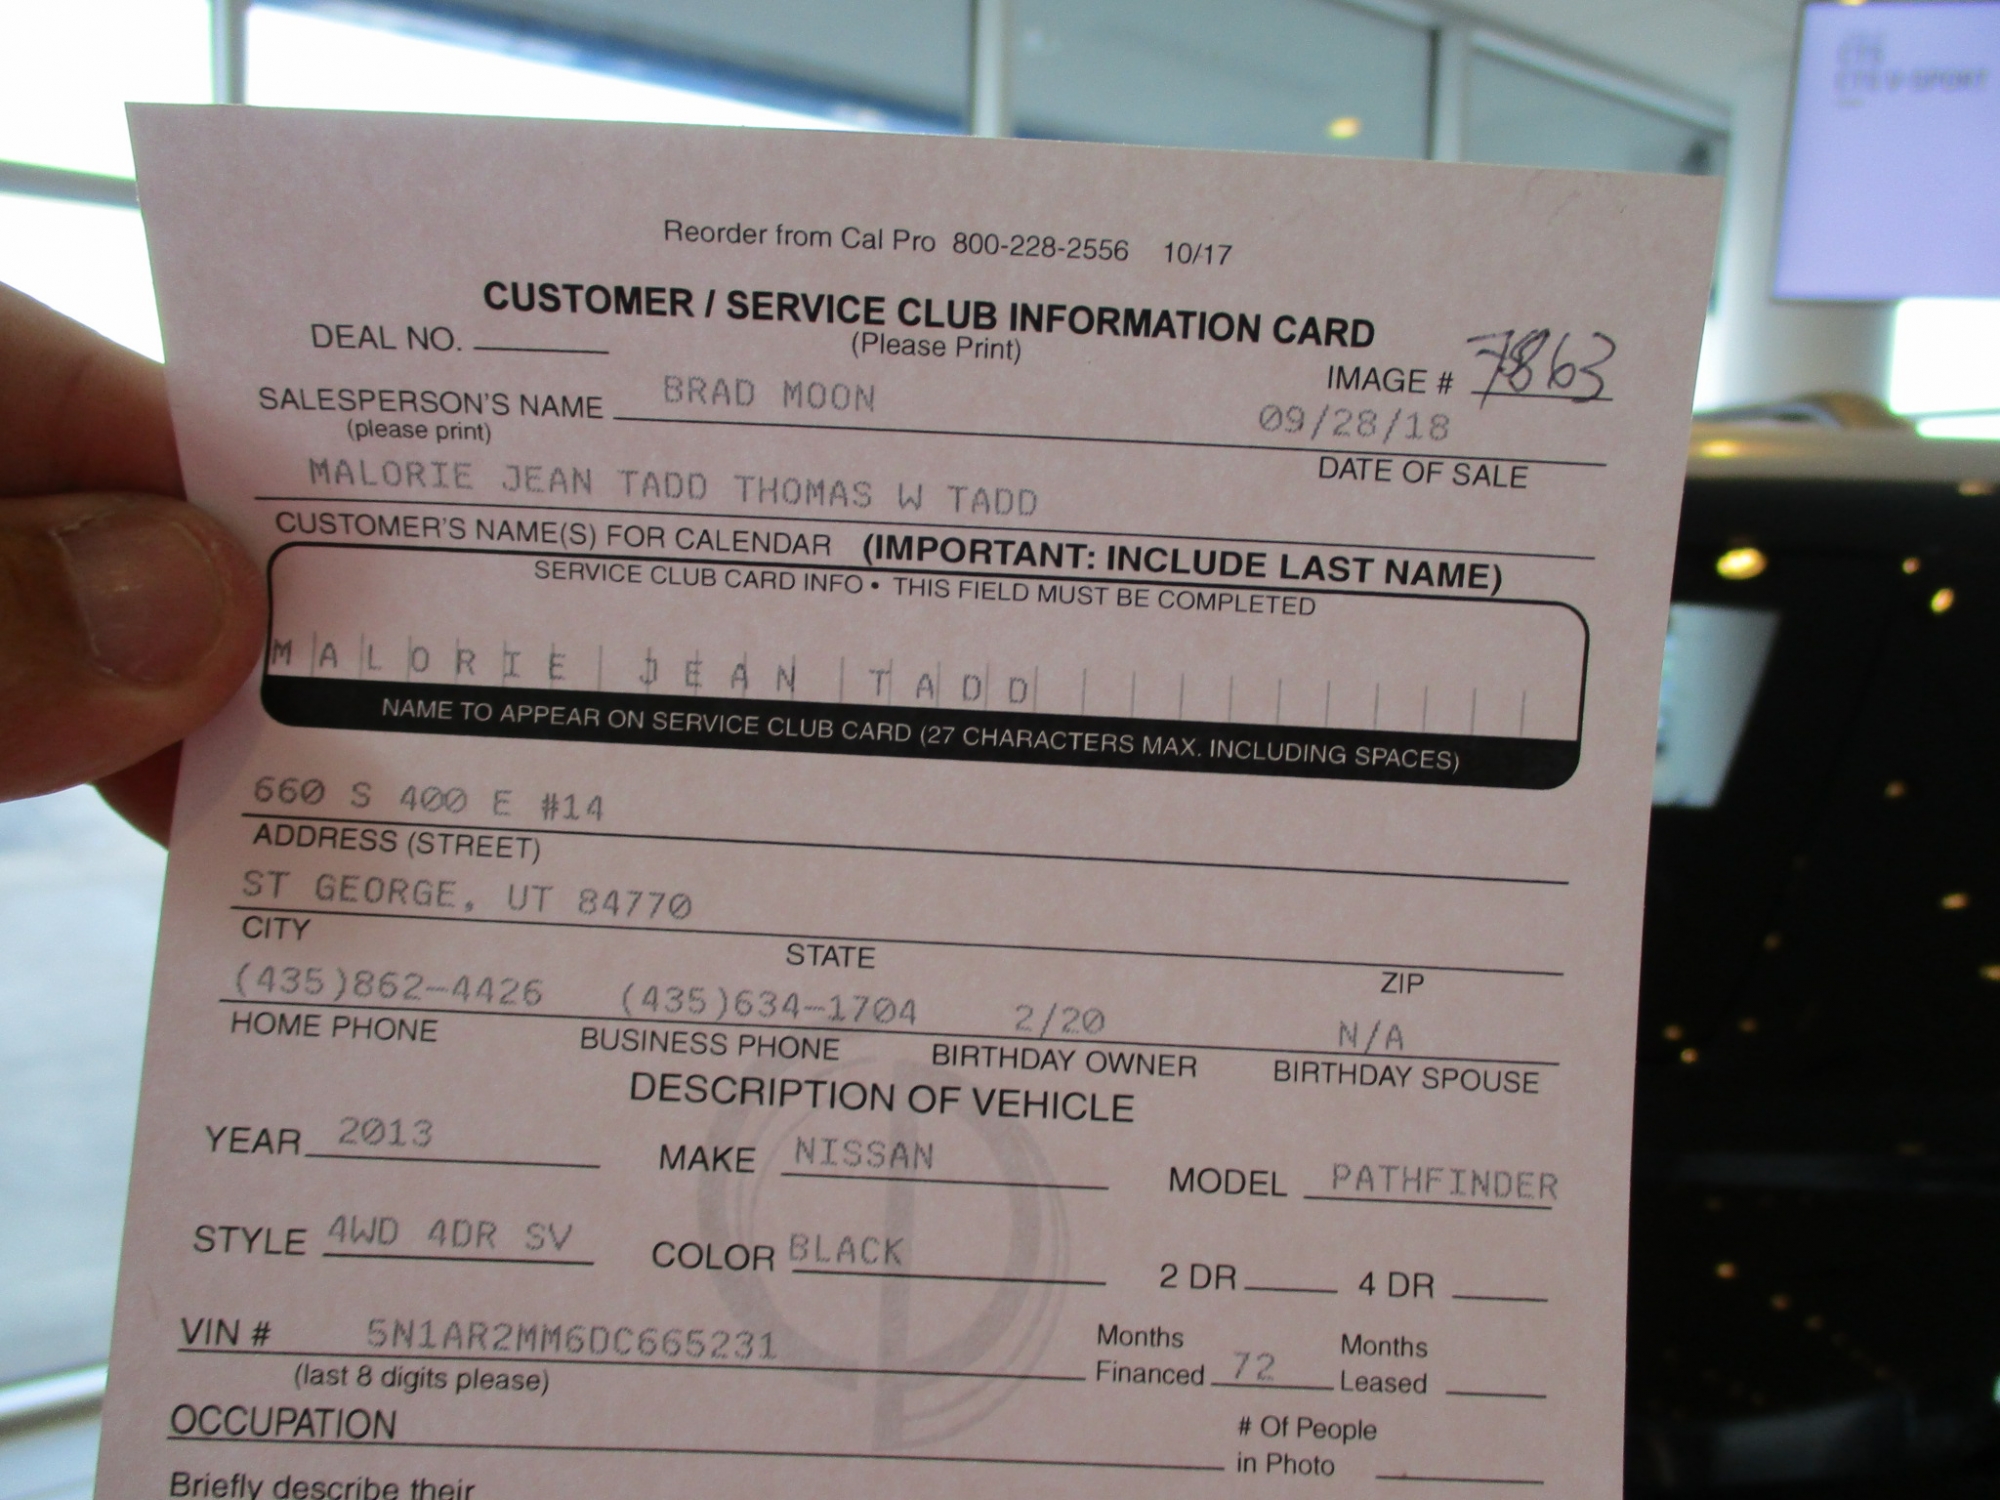 Reorder from Cal Pro 800-228-2556 10/17
CUSTOMER / SERVICE CLUB INFORMATION CARD
(Please Print)
DEAL NO.
IMAGE # 7863
SALESPERSON'S NAME BRAD MOON 09/28/18
(please print) DATE OF SALE
MALORIE JEAN TADD THOMAS W TADD
CUSTOMER'S NAME(S) FOR CALENDAR (IMPORTANT: INCLUDE LAST NAME)
SERVICE CLUB CARD INFO • THIS FIELD MUST BE COMPLETED
MALORIE JEAN TADD
NAME TO APPEAR ON SERVICE CLUB CARD (27 CHARACTERS MAX. INCLUDING SPACES)
660 S 400 E #14
ADDRESS (STREET)
ST GEORGE, UT 84770
CITY STATE ZIP
(435)862-4426 (435)634-1704 2/20 N/A
HOME PHONE BUSINESS PHONE BIRTHDAY OWNER BIRTHDAY SPOUSE
DESCRIPTION OF VEHICLE
YEAR 2013 MAKE NISSAN MODEL PATHFINDER
STYLE 4WD 4DR SV COLOR BLACK 2 DR 4 DR
VIN # 5N1AR2MM6DC665231 Months Financed 72 Months Leased
(last 8 digits please)
OCCUPATION # Of People in Photo
Briefly describe their